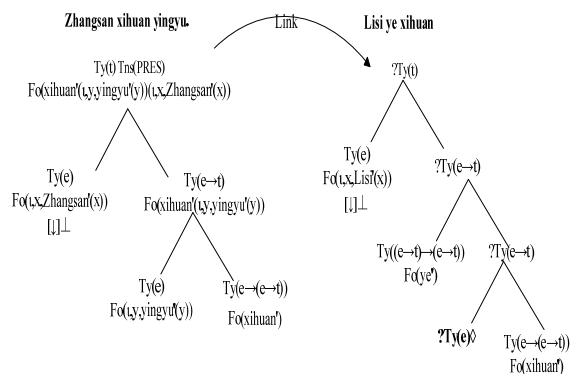 Zhangsan xihuan yingyu.
Link
Lisi ye xihuan
Ty(t) Tns(PRES)
Fo(xihuan'(ι,y,yingyu'(y))(ι,x,Zhangsan'(x))
?Ty(t)
Ty(e)
Fo(ι,x,Zhangsan'(x))
[↓]⊥
Ty(e→t)
Fo(xihuan'(ι,y,yingyu'(y))
Ty(e)
Fo(ι,x,Lisi'(x))
[↓]⊥
?Ty(e→t)
Ty(e)
Fo(ι,y,yingyu'(y))
Ty(e→(e→t))
Fo(xihuan')
Ty((e→t)→(e→t))
Fo(ye')
?Ty(e→t)
?Ty(e)◊
Ty(e→(e→t))
Fo(xihuan')